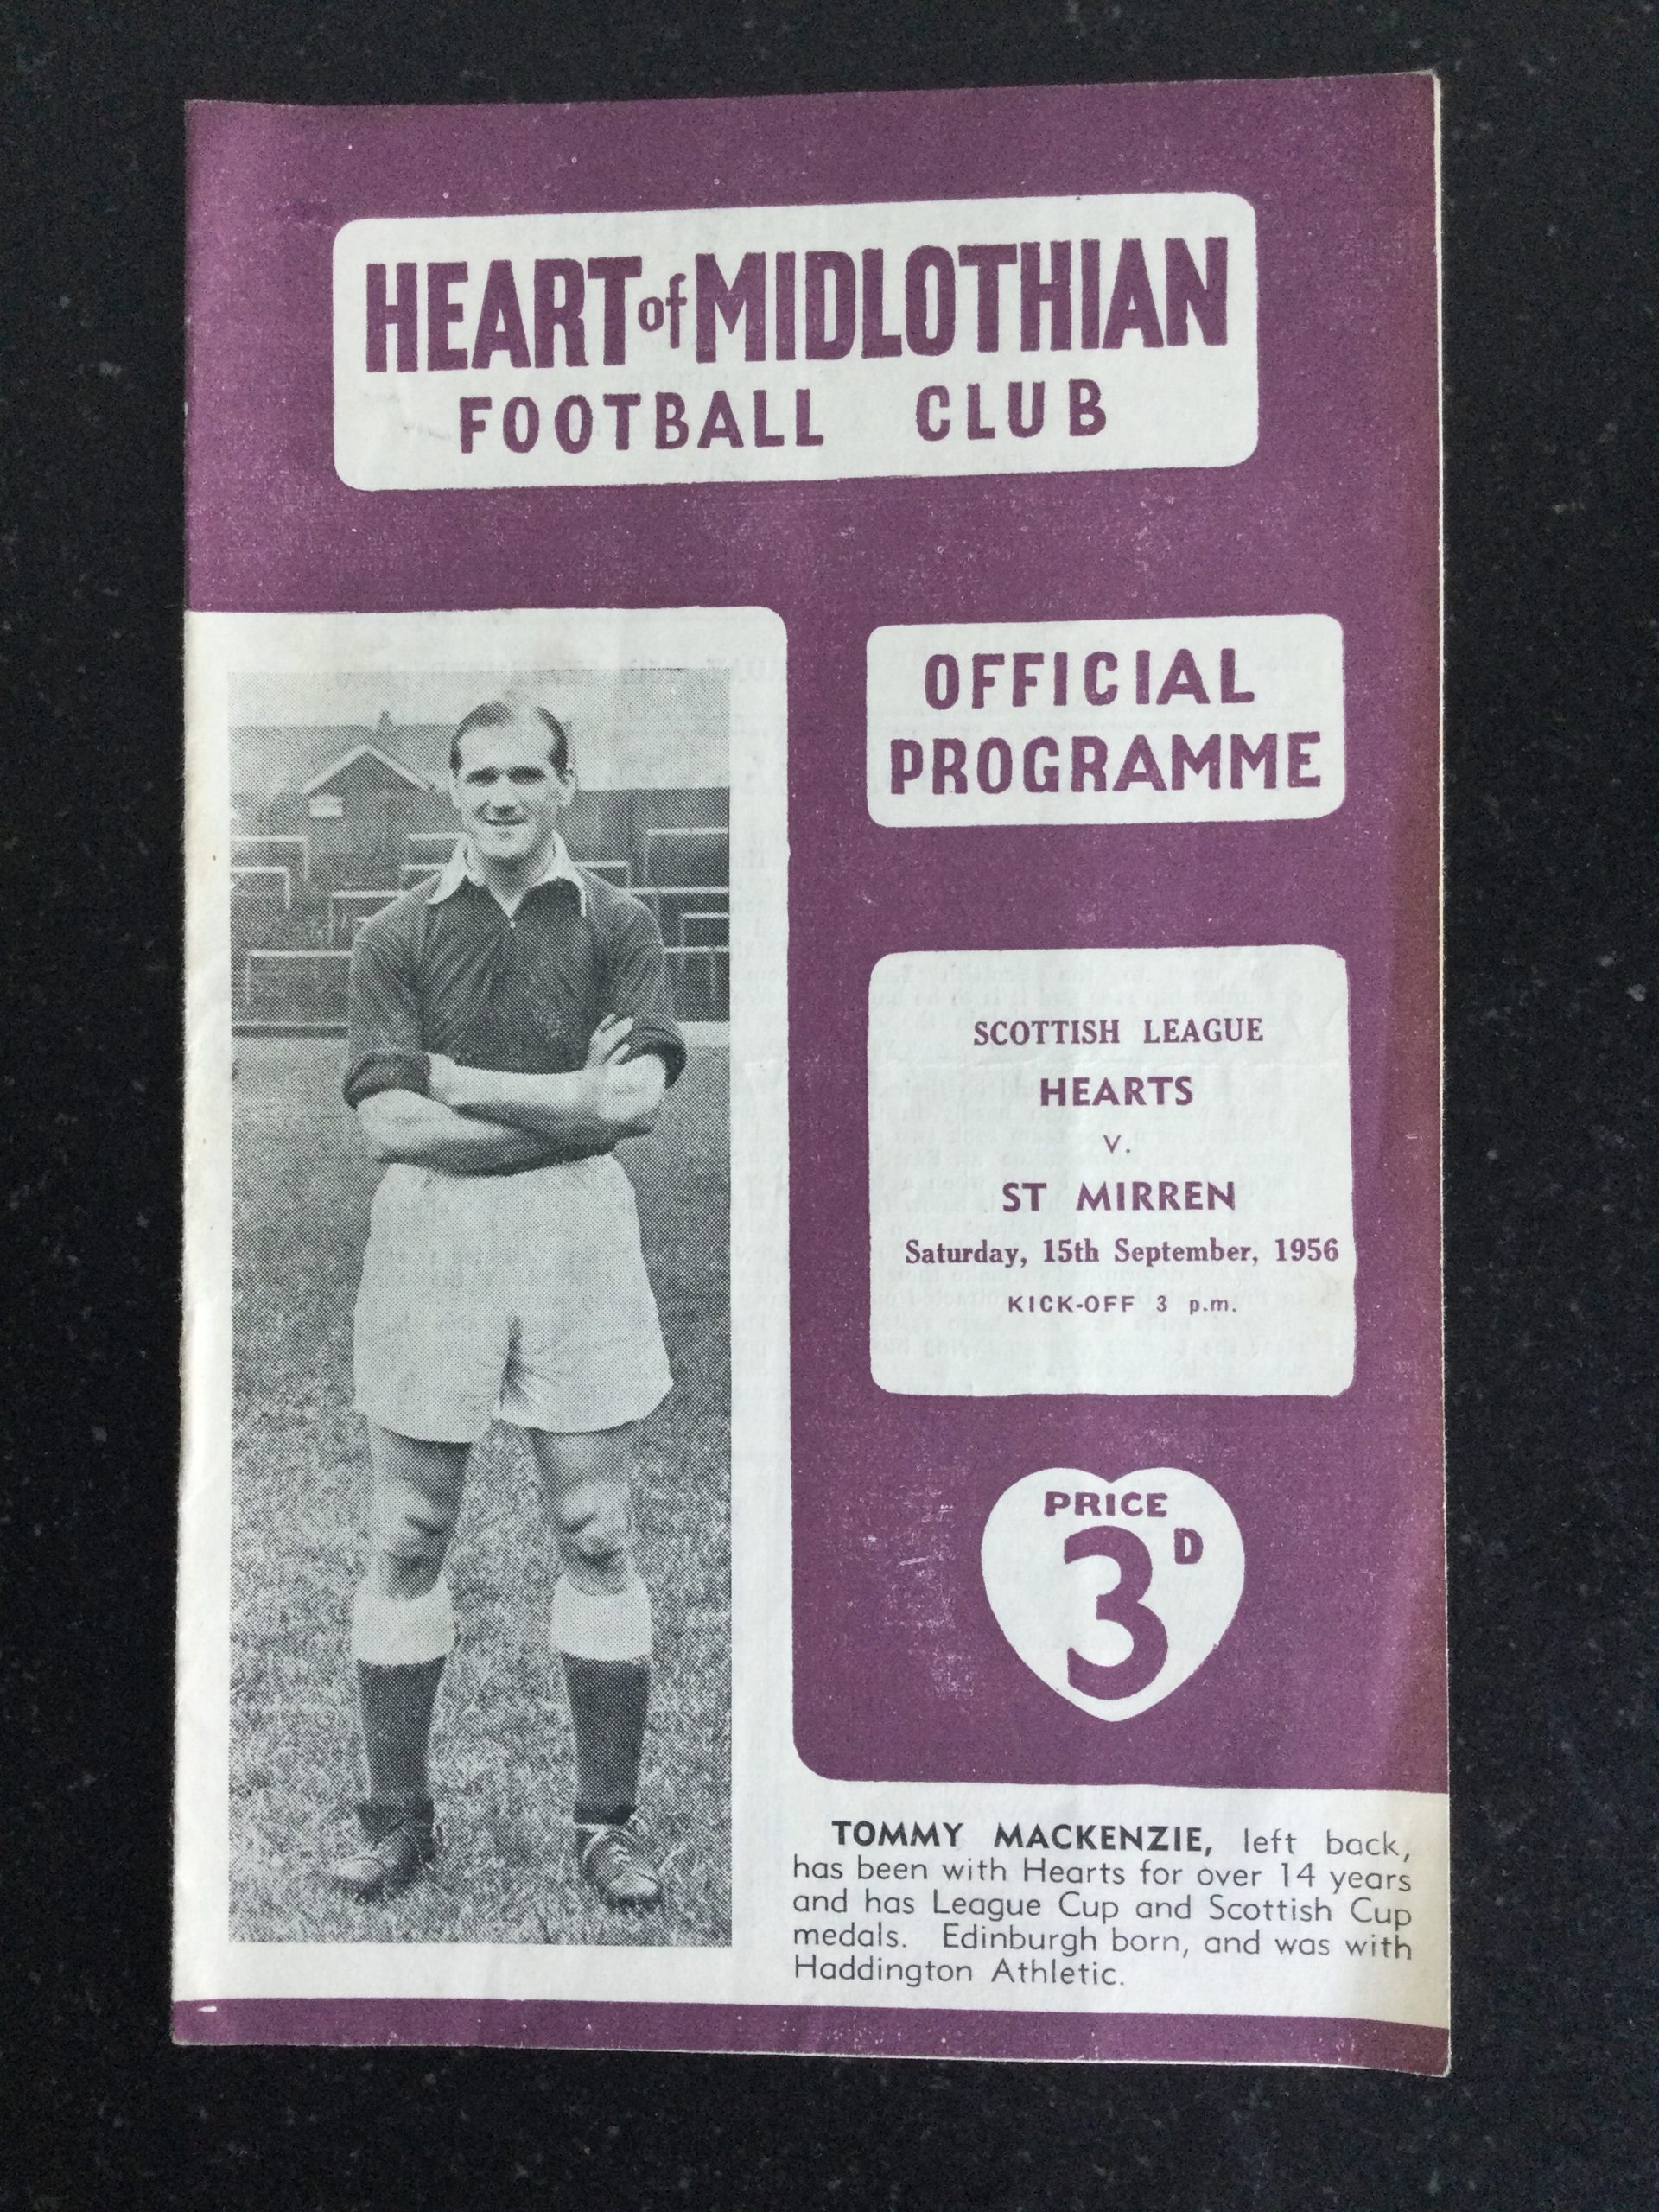 HEART of MIDLOTHIAN
FOOTBALL CLUB
OFFICIAL
PROGRAMME
SCOTTISH LEAGUE
HEARTS
v.
ST MIRREN
Saturday, 15th September, 1956
KICK-OFF 3 p.m.
PRICE
3D
TOMMY MACKENZIE, left back,
has been with Hearts for over 14 years
and has League Cup and Scottish Cup
medals. Edinburgh born, and was with
Haddington Athletic.